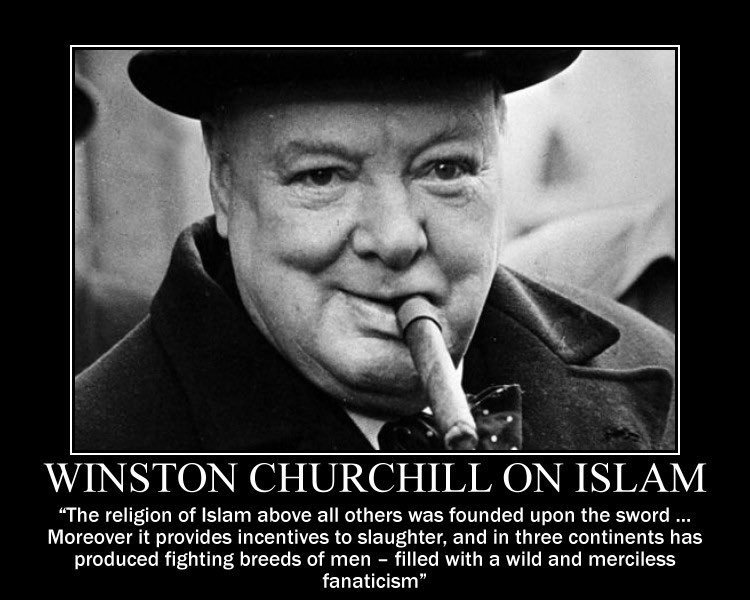 WINSTON CHURCHILL ON ISLAM
“The religion of Islam above all others was founded upon the sword ...
Moreover it provides incentives to slaughter, and in three continents has
produced fighting breeds of men – filled with a wild and merciless
fanaticism”